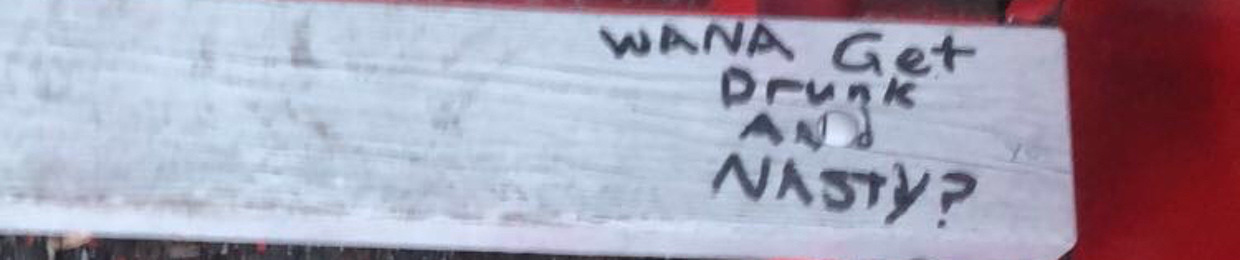 WANA Get
Drunk
ANd
NASTY?